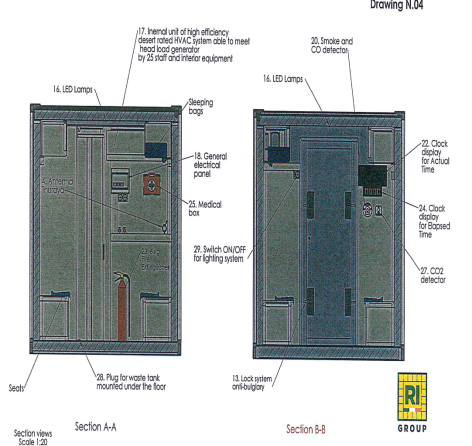 Drawing N.04
17. Inernal unit of high efficiency
desert rated HVAC system able to meet
head load generator
by 25 staff and interior equipment
20. Smoke and
CO detector
16. LED Lamps
16. LED Lamps
Sleeping
bags
22. Clock
display
for Actual
Time
18. General
electrical
panel
4. Antenna
25. Medical
box
24. Clock
display
for Elapsed
Time
29. Switch ON/OFF
for lighting system
27. CO2
detector
Seats
28. Plug for waste tank
mounted under the floor
13. Lock system
anti-bulglary
RI
GROUP
Section A-A
Section B-B
Section views
Scale 1:20